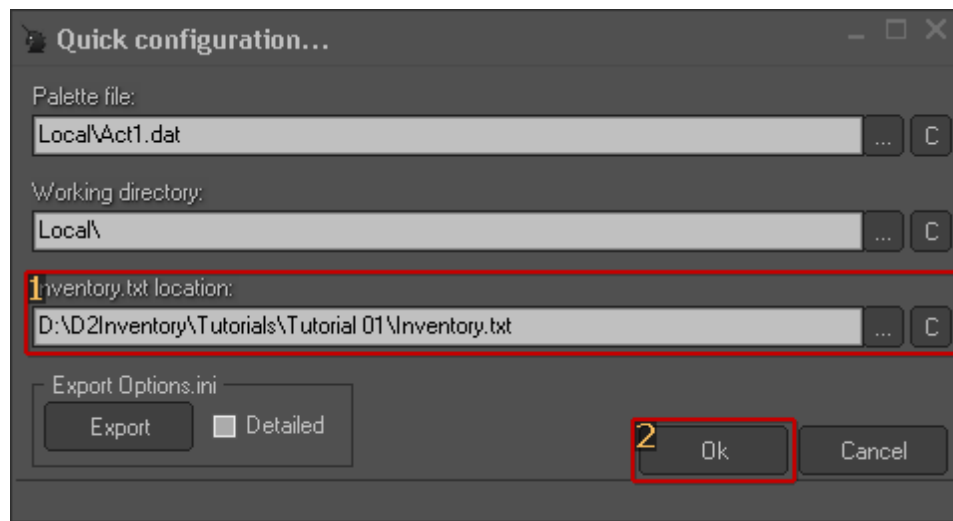 Quick configuration...
Palette file:
Local\Act1.dat
... C
Working directory:
Local\
... C
1 Inventory.txt location:
D:\D2Inventory\Tutorials\Tutorial 01\Inventory.txt
... C
Export Options.ini
Export Detailed
2 Ok Cancel